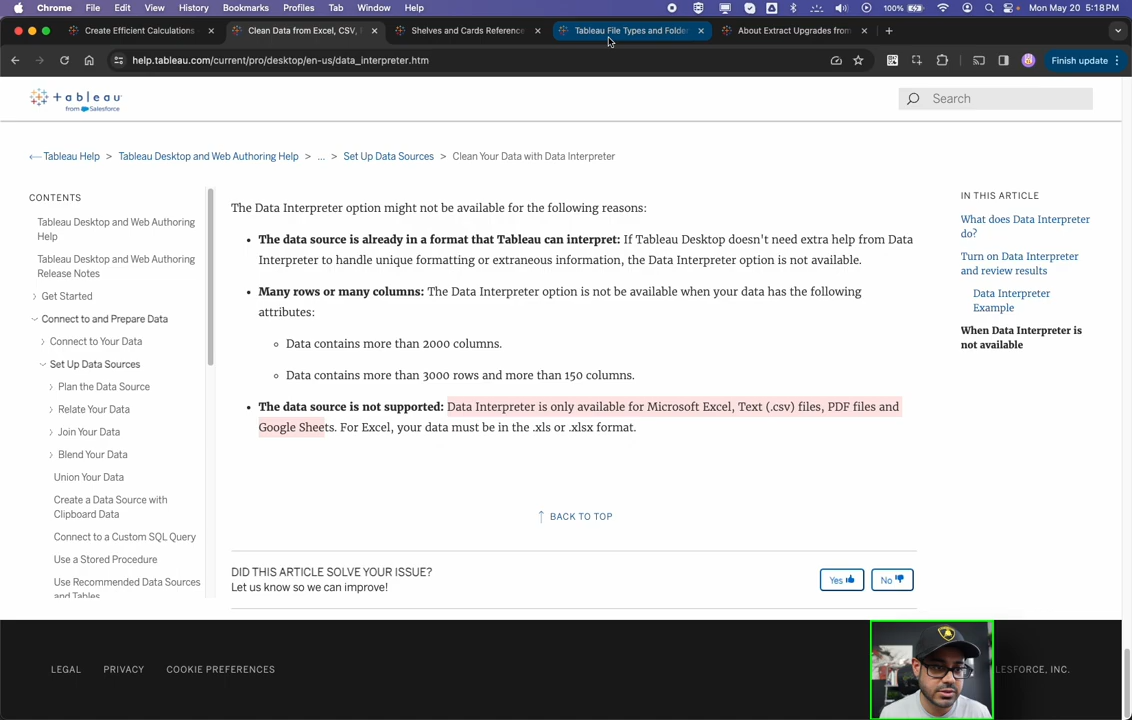 Chrome File Edit View History Bookmarks Profiles Tab Window Help 100% Mon May 20 5:18 PM
Create Efficient Calculations Clean Data from Excel, CSV, Shelves and Cards Reference Tableau File Types and Folder About Extract Upgrades from
help.tableau.com/current/pro/desktop/en-us/data_interpreter.htm Finish update
+ableau
from Salesforce
Search
Tableau Help > Tableau Desktop and Web Authoring Help > ... > Set Up Data Sources > Clean Your Data with Data Interpreter
CONTENTS
Tableau Desktop and Web Authoring
Help
Tableau Desktop and Web Authoring
Release Notes
Get Started
Connect to and Prepare Data
Connect to Your Data
Set Up Data Sources
Plan the Data Source
Relate Your Data
Join Your Data
Blend Your Data
Union Your Data
Create a Data Source with
Clipboard Data
Connect to a Custom SQL Query
Use a Stored Procedure
Use Recommended Data Sources
and Tables
The Data Interpreter option might not be available for the following reasons:
• The data source is already in a format that Tableau can interpret: If Tableau Desktop doesn't need extra help from Data
Interpreter to handle unique formatting or extraneous information, the Data Interpreter option is not available.
• Many rows or many columns: The Data Interpreter option is not be available when your data has the following
attributes:
Data contains more than 2000 columns.
Data contains more than 3000 rows and more than 150 columns.
• The data source is not supported: Data Interpreter is only available for Microsoft Excel, Text (.csv) files, PDF files and
Google Sheets. For Excel, your data must be in the .xls or .xlsx format.
BACK TO TOP
DID THIS ARTICLE SOLVE YOUR ISSUE?
Let us know so we can improve!
Yes
No
IN THIS ARTICLE
What does Data Interpreter
do?
Turn on Data Interpreter
and review results
Data Interpreter
Example
When Data Interpreter is
not available
LEGAL PRIVACY COOKIE PREFERENCES
LESFORCE, INC.